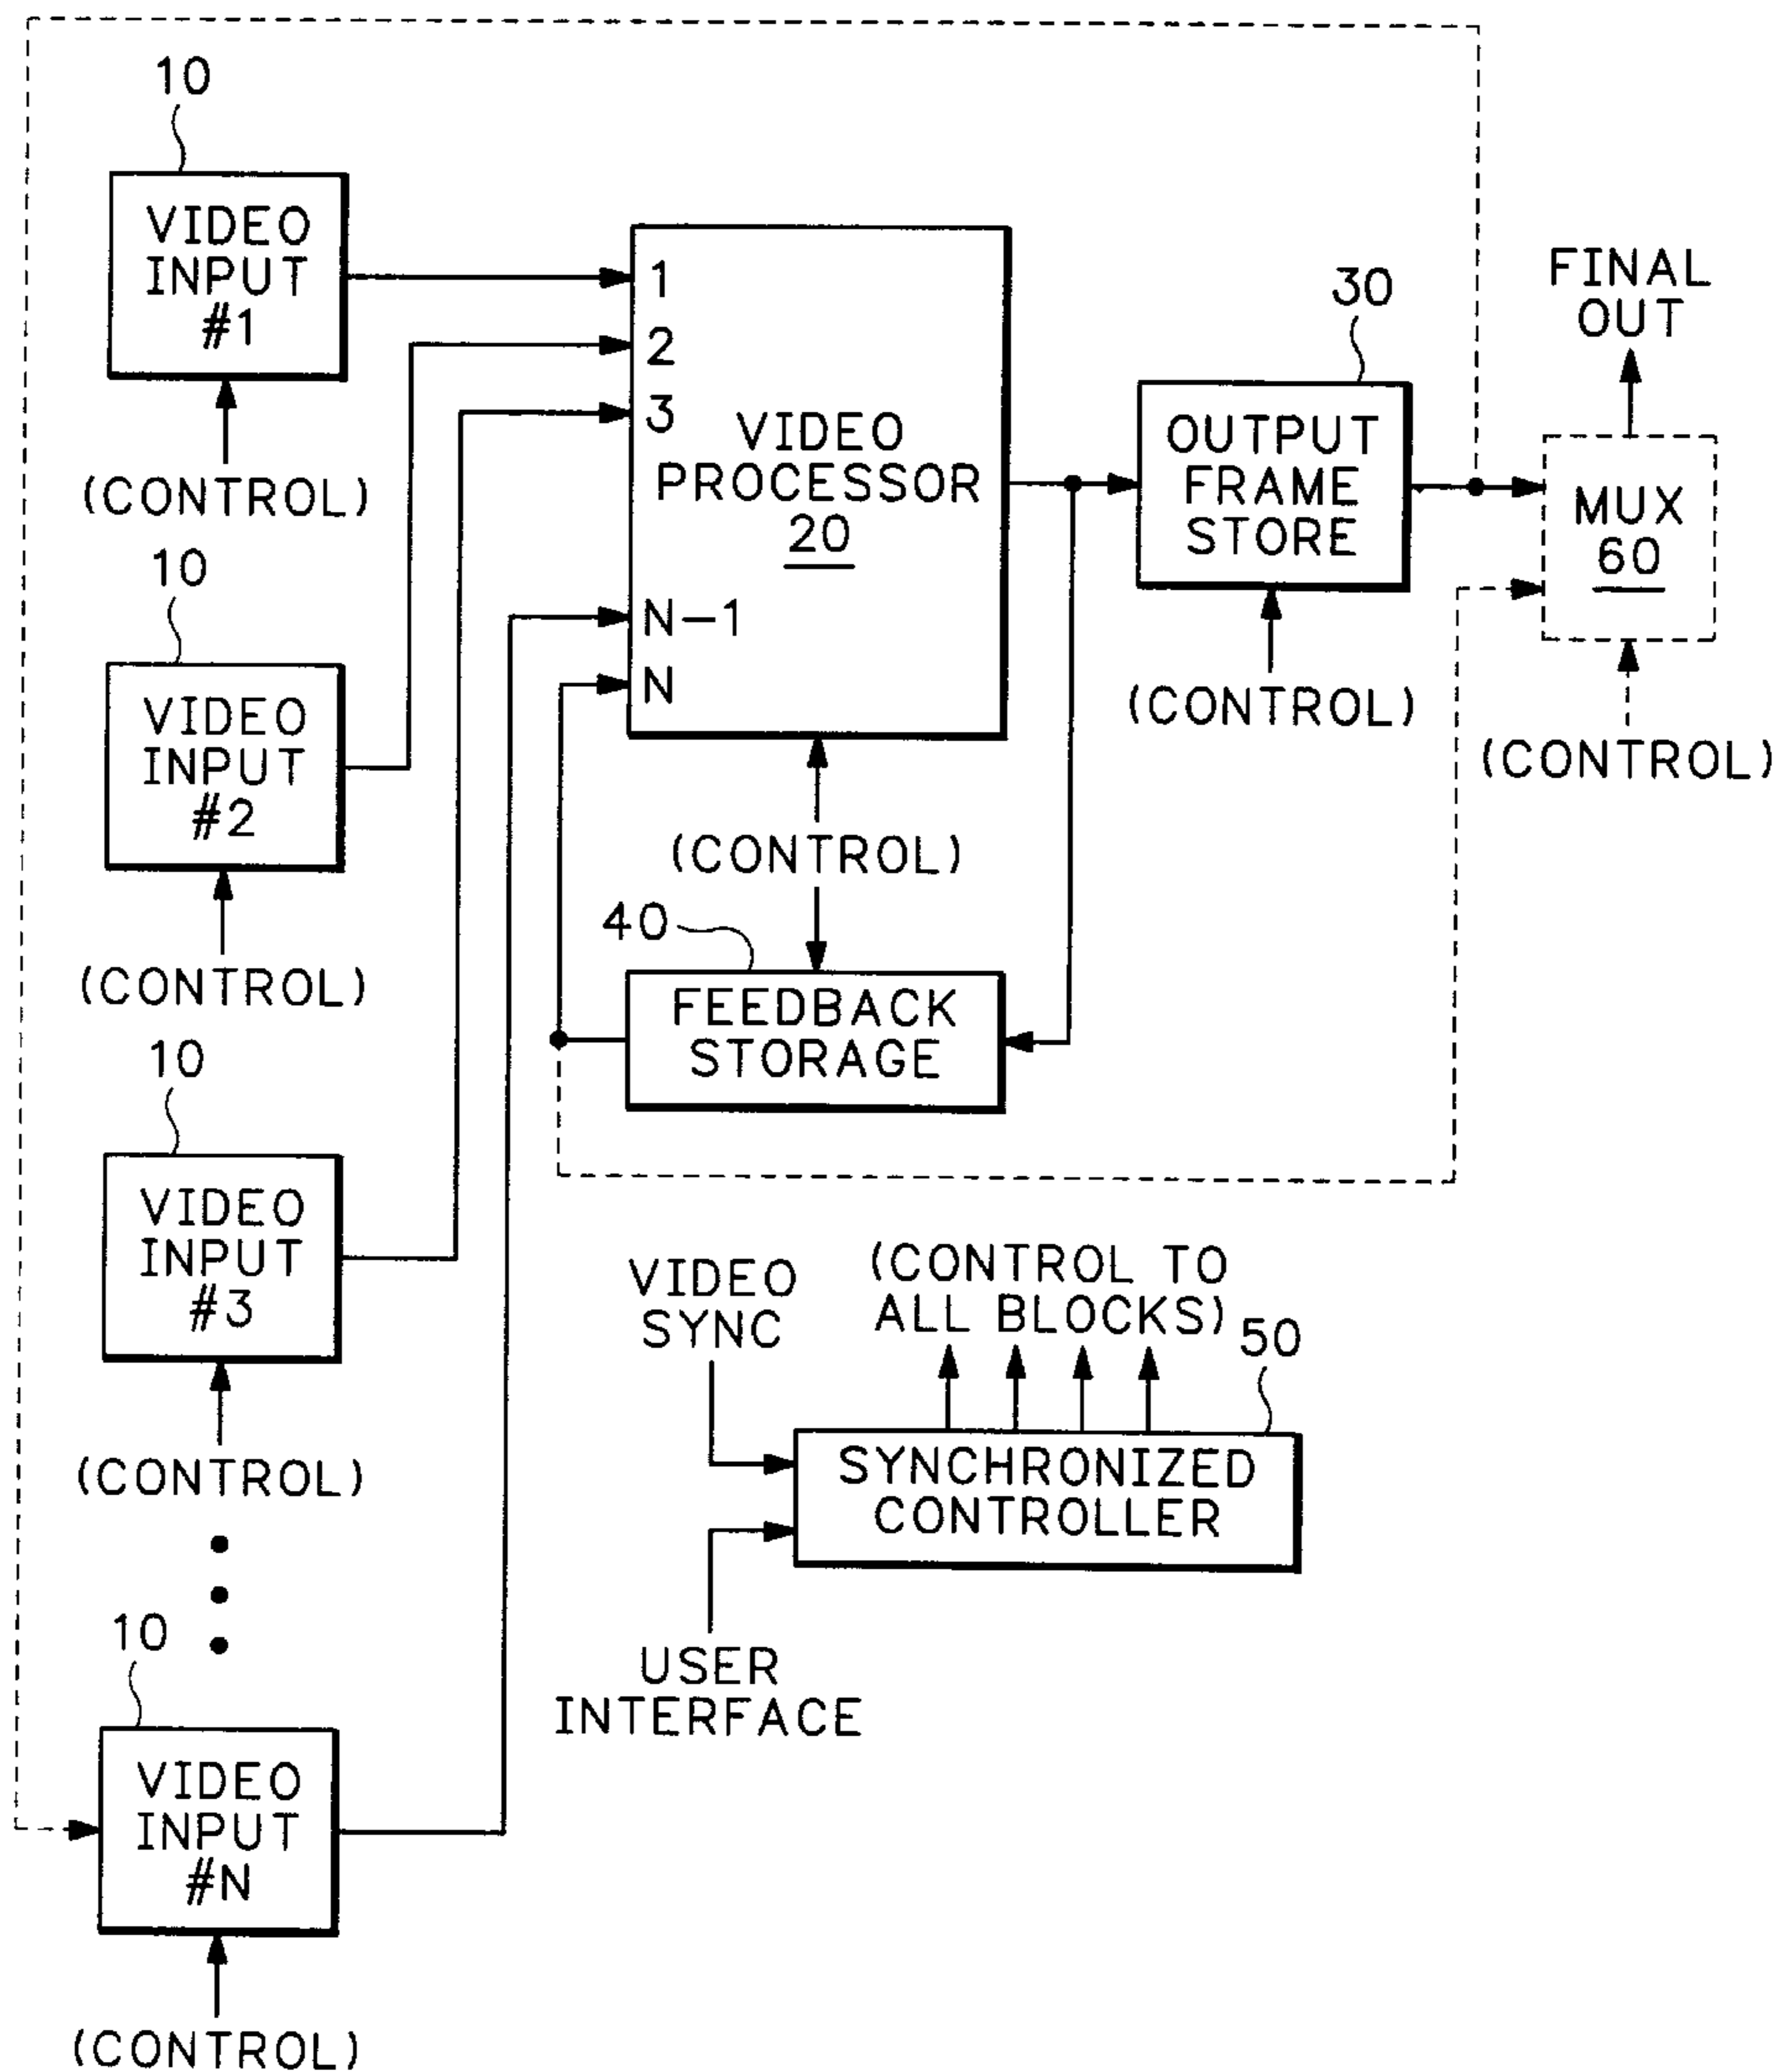 10
VIDEO
INPUT
#1
(CONTROL)
10
VIDEO
INPUT
#2
(CONTROL)
10
VIDEO
INPUT
#3
(CONTROL)
10
VIDEO
INPUT
#N
(CONTROL)
1
2
3
VIDEO
PROCESSOR
20
N-1
N
(CONTROL)
40
FEEDBACK
STORAGE
30
OUTPUT
FRAME
STORE
(CONTROL)
FINAL
OUT
MUX
60
(CONTROL)
VIDEO
SYNC
(CONTROL TO
ALL BLOCKS)
50
SYNCHRONIZED
CONTROLLER
USER
INTERFACE